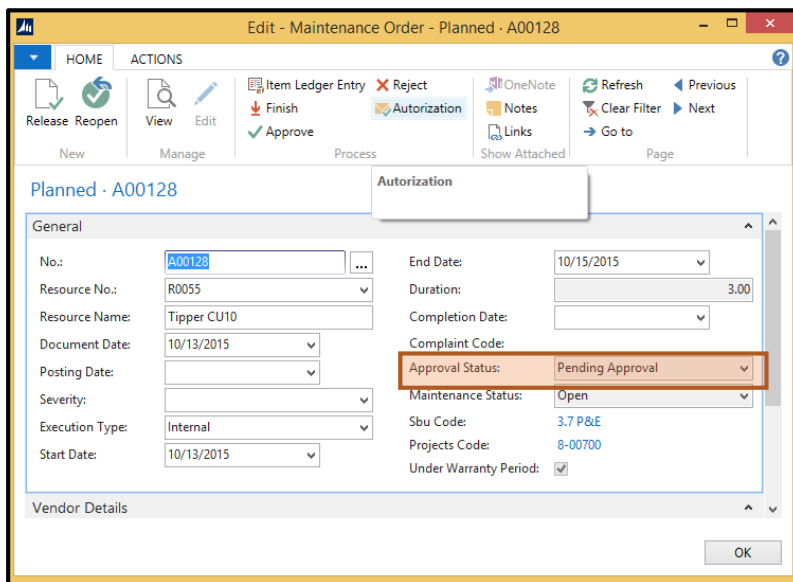 Edit - Maintenance Order - Planned · A00128
HOME ACTIONS
Release Reopen
New
View Edit
Manage
Item Ledger Entry Reject
Finish Autorization
Approve
Process
OneNote
Notes
Links
Show Attached
Refresh Previous
Clear Filter Next
Go to
Page
Autorization
Planned · A00128
General
No.: A00128 ...
Resource No.: R0055
Resource Name: Tipper CU10
Document Date: 10/13/2015
Posting Date:
Severity:
Execution Type: Internal
Start Date: 10/13/2015
End Date: 10/15/2015
Duration: 3.00
Completion Date:
Complaint Code:
Approval Status: Pending Approval
Maintenance Status: Open
Sbu Code: 3.7 P&E
Projects Code: 8-00700
Under Warranty Period:
Vendor Details
OK